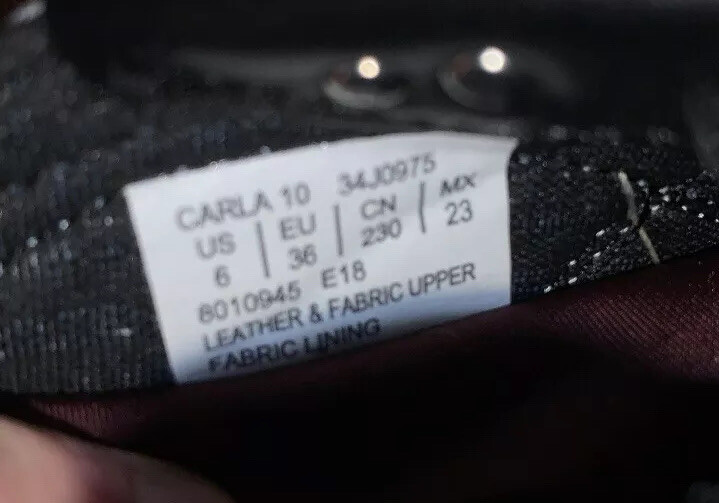 CARLA 10 34J0975
US | EU | CN | MX
6 | 36 | 230 | 23
8010945 E18
LEATHER & FABRIC UPPER
FABRIC LINING